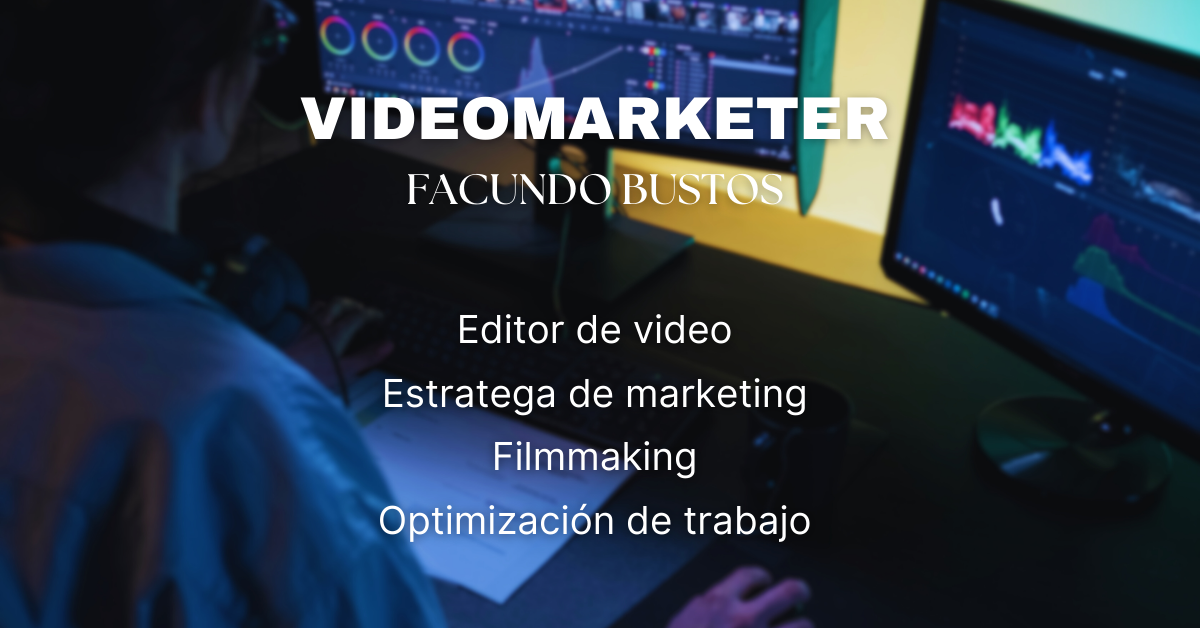 VIDEOMARKETER
FACUNDO BUSTOS
Editor de video
Estratega de marketing
Filmmaking
Optimización de trabajo